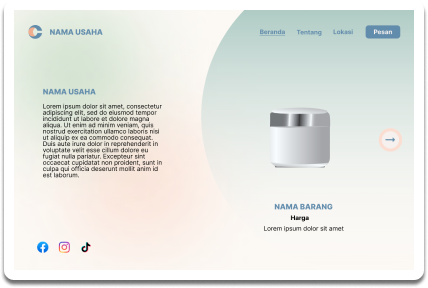 NAMA USAHA
Beranda Tentang Lokasi Pesan
NAMA USAHA
Lorem ipsum dolor sit amet, consectetur
adipiscing elit, sed do eiusmod tempor
incididunt ut labore et dolore magna
aliqua. Ut enim ad minim veniam, quis
nostrud exercitation ullamco laboris nisi
ut aliquip ex ea commodo consequat.
Duis aute irure dolor in reprehenderit in
voluptate velit esse cillum dolore eu
fugiat nulla pariatur. Excepteur sint
occaecat cupidatat non proident, sunt in
culpa qui officia deserunt mollit anim id
est laborum.
NAMA BARANG
Harga
Lorem ipsum dolor si amet